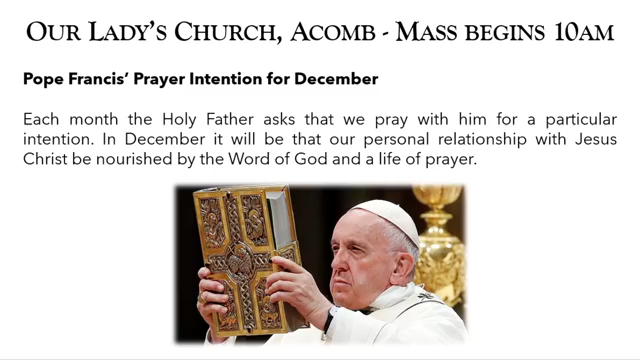 Our Lady's Church, Acomb - Mass begins 10am
Pope Francis' Prayer Intention for December
Each month the Holy Father asks that we pray with him for a particular
intention. In December it will be that our personal relationship with Jesus
Christ be nourished by the Word of God and a life of prayer.